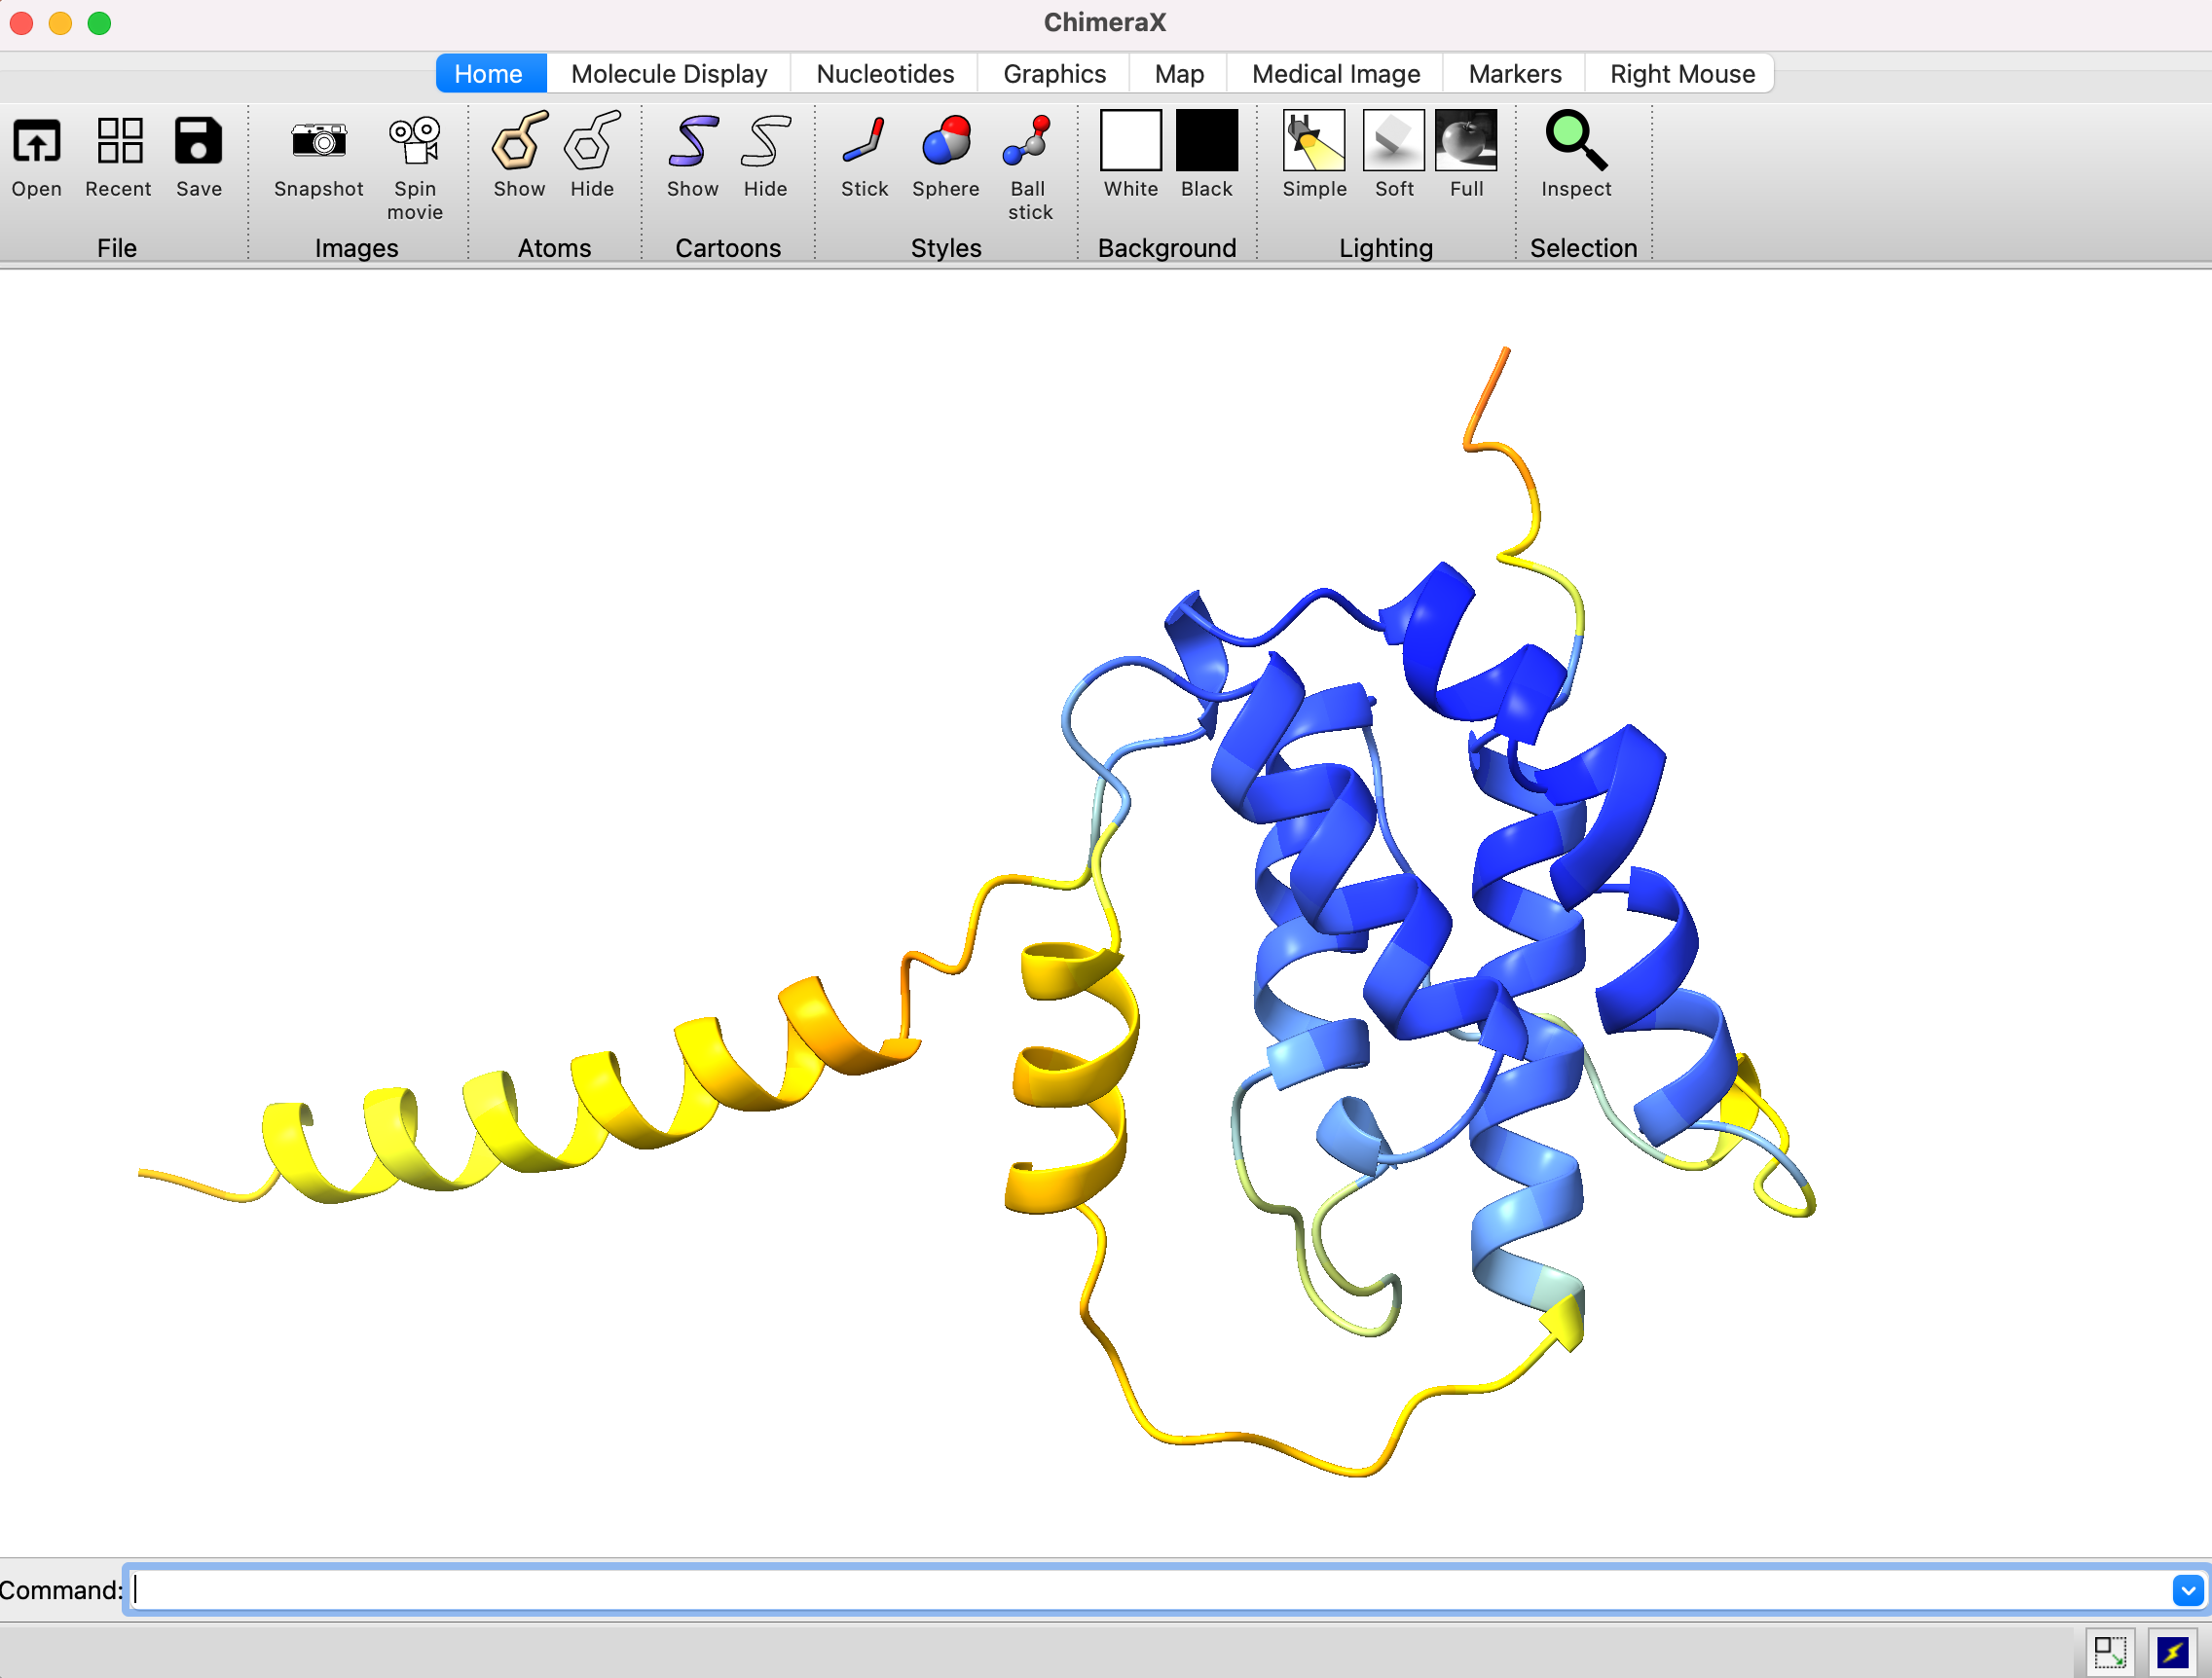 ChimeraX
Home Molecule Display Nucleotides Graphics Map Medical Image Markers Right Mouse
Open Recent Save Snapshot Spin movie Show Hide Show Hide Stick Sphere Ball stick White Black Simple Soft Full Inspect
File Images Atoms Cartoons Styles Background Lighting Selection
Command: